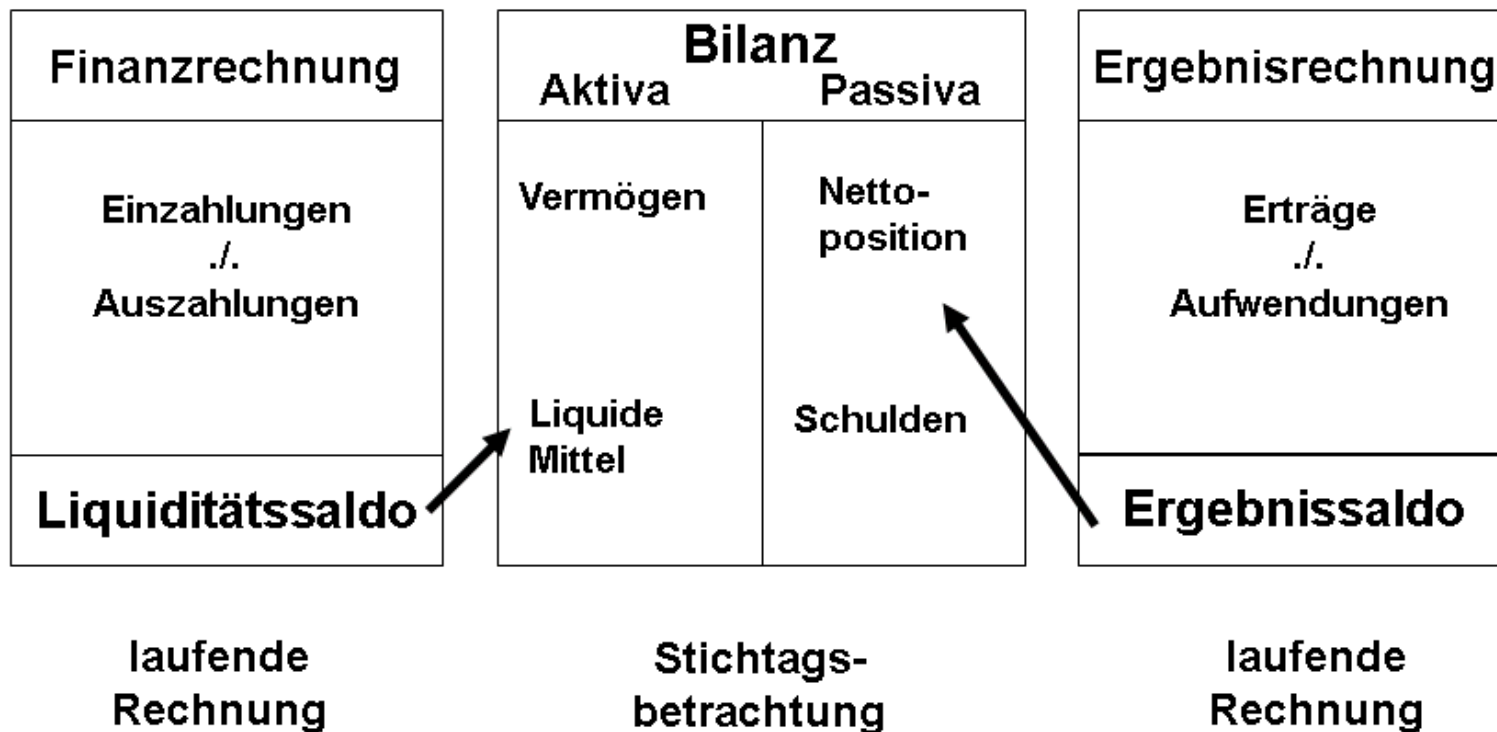 Finanzrechnung
Einzahlungen
./.
Auszahlungen
Liquiditätssaldo
laufende
Rechnung
Bilanz
Aktiva Passiva
Vermögen
Liquide
Mittel
Netto-
position
Schulden
Stichtags-
betrachtung
Ergebnisrechnung
Erträge
./.
Aufwendungen
Ergebnissaldo
laufende
Rechnung